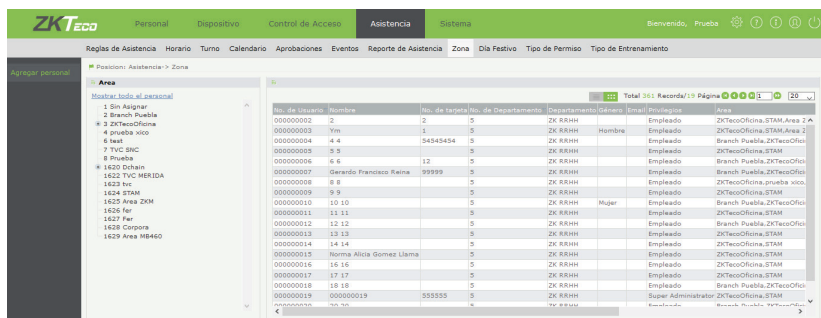 ZKTeco Personal Dispositivo Control de Acceso Asistencia Sistema Bienvenido, Prueba
Reglas de Asistencia Horario Turno Calendario Aprobaciones Eventos Reporte de Asistencia Zona Día Festivo Tipo de Permiso Tipo de Entrenamiento
Agregar personal
Posicion: Asistencia-> Zona
Area
Mostrar todo el personal
1 Sin Asignar
2 Branch Puebla
3 ZKTecoOficina
4 prueba xico
6 test
7 TVC SNC
8 Prueba
1620 Dchain
1622 TVC MERIDA
1623 tvc
1624 STAM
1625 Area ZKM
1626 fer
1627 Fer
1628 Corpora
1629 Area MB460
Total 361 Records/19 Página 1 20
No. de Usuario Nombre No. de tarjeta No. de Departamento Departamento Género Email Privilegios Area
000000002 2 2 5 ZK RRHH Empleado ZKTecoOficina,STAM,Area Z
000000003 Ym 1 5 ZK RRHH Hombre Empleado ZKTecoOficina,STAM,Area Z
000000004 4 4 54545454 5 ZK RRHH Empleado Branch Puebla,ZKTecoOfici
000000005 5 5 5 ZK RRHH Empleado ZKTecoOficina,STAM
000000006 6 6 12 5 ZK RRHH Empleado Branch Puebla,ZKTecoOfici
000000007 Gerardo Francisco Reina 99999 5 ZK RRHH Empleado Branch Puebla,ZKTecoOfici
000000008 8 8 5 ZK RRHH Empleado ZKTecoOficina,prueba xico,
000000009 9 9 5 ZK RRHH Empleado ZKTecoOficina,STAM
000000010 10 10 5 ZK RRHH Mujer Empleado Branch Puebla,ZKTecoOfici
000000011 11 11 5 ZK RRHH Empleado ZKTecoOficina,STAM
000000012 12 12 5 ZK RRHH Empleado Branch Puebla,ZKTecoOfici
000000013 13 13 5 ZK RRHH Empleado ZKTecoOficina,STAM
000000014 14 14 5 ZK RRHH Empleado ZKTecoOficina,STAM
000000015 Norma Alicia Gomez Llama 5 ZK RRHH Empleado ZKTecoOficina,STAM
000000016 16 16 5 ZK RRHH Empleado ZKTecoOficina,STAM
000000017 17 17 5 ZK RRHH Empleado ZKTecoOficina,STAM
000000018 18 18 5 ZK RRHH Empleado Branch Puebla,ZKTecoOfici
000000019 000000019 555555 5 ZK RRHH Super Administrator ZKTecoOficina,STAM
000000020 20 20 5 ZK RRHH Empleado Branch Puebla,ZKTecoOfici